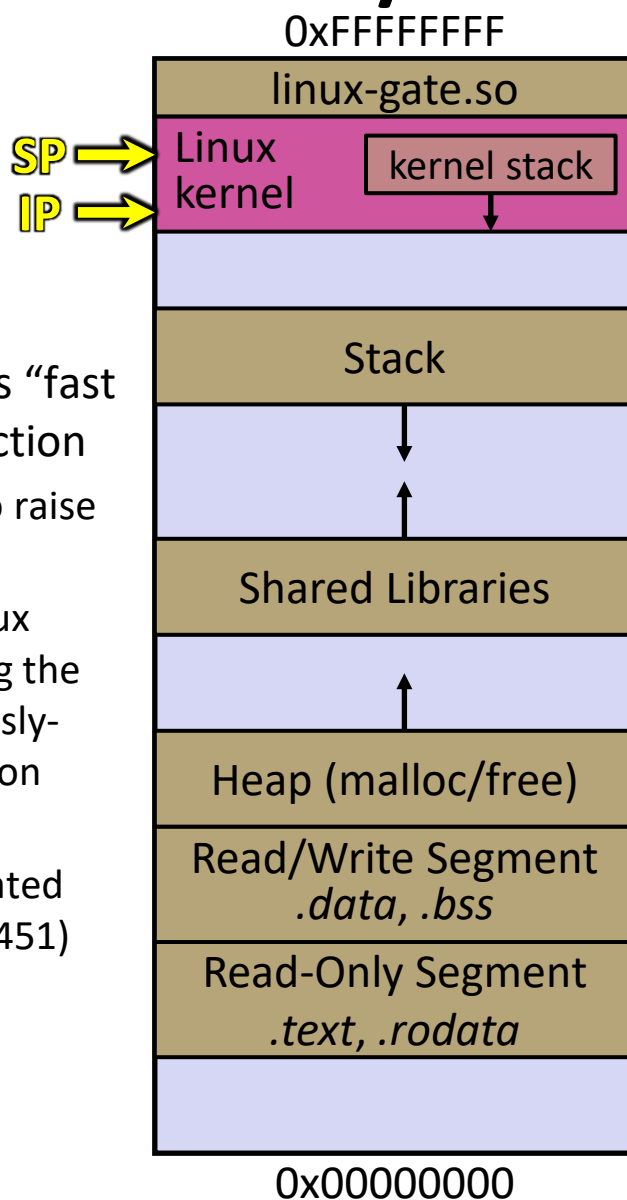 0xFFFFFFFF
linux-gate.so
SP
Linux
kernel
kernel stack
IP
Stack
s “fast
ction
raise
Shared Libraries
ux
g the
sly-
on
Heap (malloc/free)
Read/Write Segment
.data, .bss
ated
451)
Read-Only Segment
.text, .rodata
0x00000000